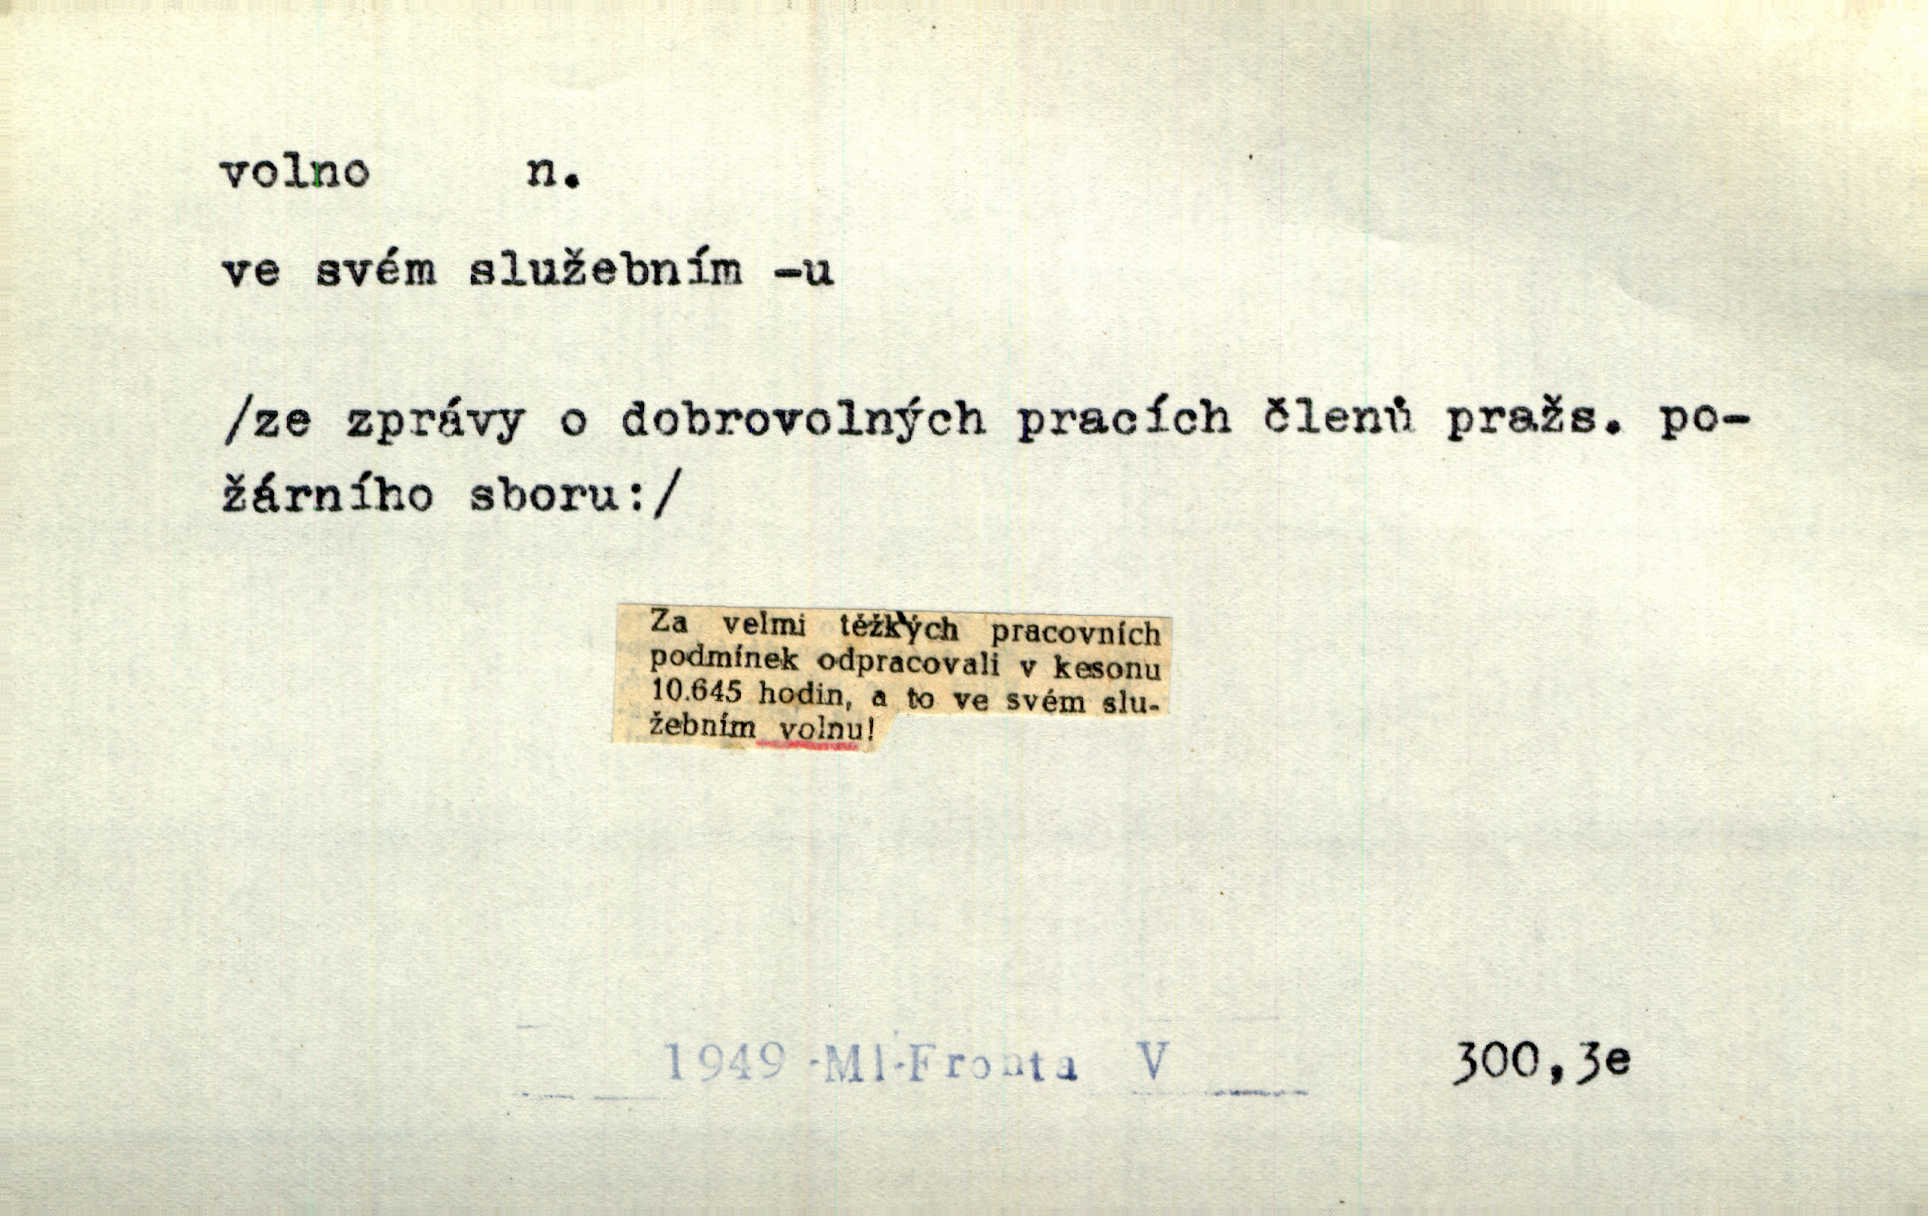 volno n.
ve svém služebním -u
/ze zprávy o dobrovolných pracích členů pražs. po-
žárního sboru:/
Za velmi těžkých pracovních
podmínek odpracovali v kesonu
10.645 hodin, a to ve svém slu-
žebním volnu!
1949 -Ml-Fronta V 300,3e